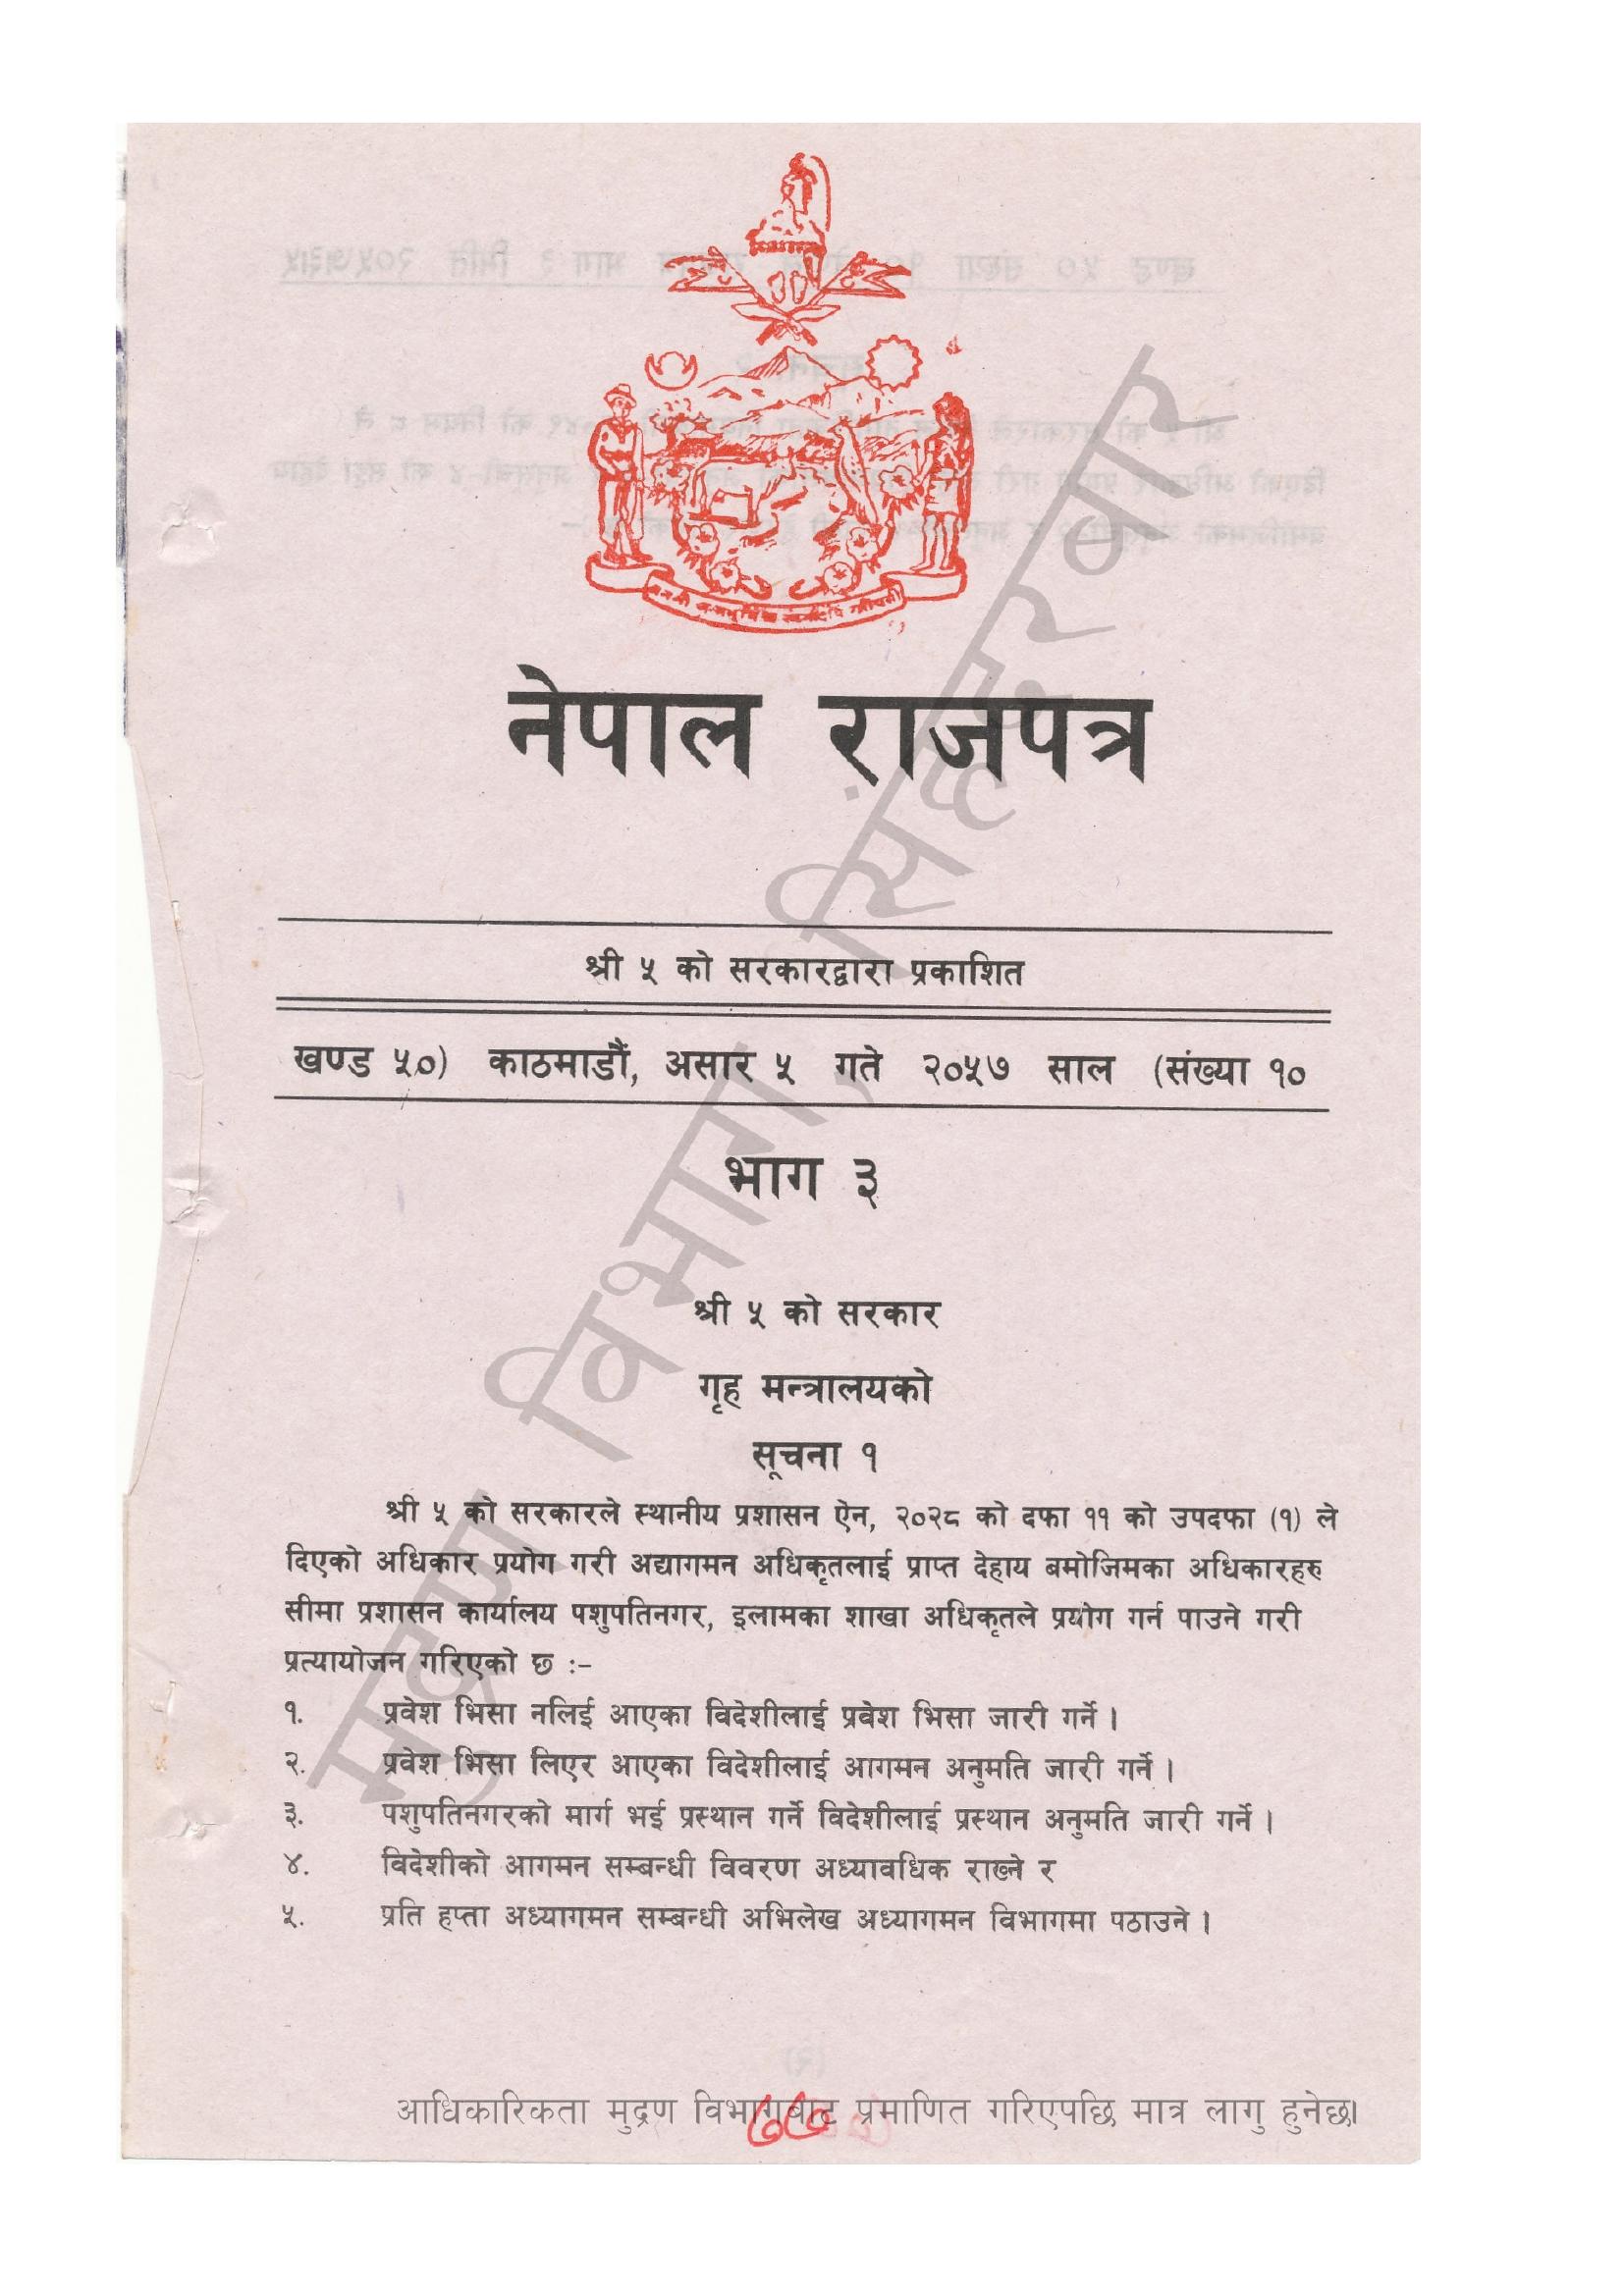 नेपाल राजपत्र
श्री ५ को सरकारद्वारा प्रकाशित
खण्ड ५०) काठमाडौं, असार ५ गते २०५७ साल (संख्या १०
भाग ३
श्री ५ को सरकार
गृह मन्त्रालयको
सूचना १
श्री ५ को सरकारले स्थानीय प्रशासन ऐन, २०२८ को दफा ११ को उपदफा (१) ले
दिएको अधिकार प्रयोग गरी अद्यागमन अधिकृतलाई प्राप्त देहाय बमोजिमका अधिकारहरु
सीमा प्रशासन कार्यालय पशुपतिनगर, इलामका शाखा अधिकृतले प्रयोग गर्न पाउने गरी
प्रत्यायोजन गरिएको छ :–
१. प्रवेश भिसा नलिई आएका विदेशीलाई प्रवेश भिसा जारी गर्ने ।
२. प्रवेश भिसा लिएर आएका विदेशीलाई आगमन अनुमति जारी गर्ने ।
३. पशुपतिनगरको मार्ग भई प्रस्थान गर्ने विदेशीलाई प्रस्थान अनुमति जारी गर्ने ।
४. विदेशीको आगमन सम्बन्धी विवरण अध्यावधिक राख्ने र
५. प्रति हप्ता अध्यागमन सम्बन्धी अभिलेख अध्यागमन विभागमा पठाउने ।
मुद्रण विभाग, सिंहदरबार
आधिकारिकता मुद्रण विभागबाट प्रमाणित गरिएपछि मात्र लागु हुनेछ।
७७